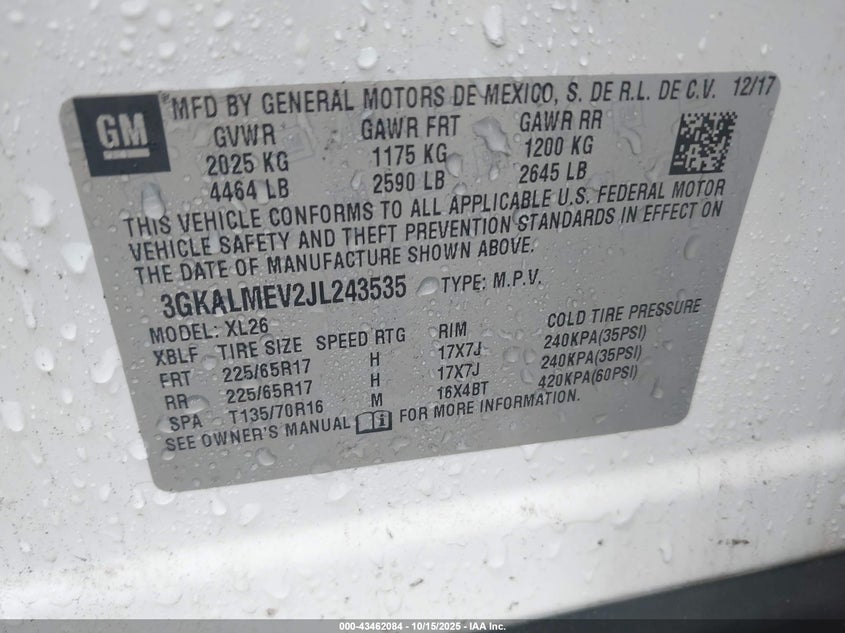 GM
MFD BY GENERAL MOTORS DE MEXICO, S. DE R.L. DE C.V. 12/17
GVWR GAWR FRT GAWR RR
2025 KG 1175 KG 1200 KG
4464 LB 2590 LB 2645 LB
THIS VEHICLE CONFORMS TO ALL APPLICABLE U.S. FEDERAL MOTOR
VEHICLE SAFETY AND THEFT PREVENTION STANDARDS IN EFFECT ON
THE DATE OF MANUFACTURE SHOWN ABOVE.
3GKALMEV2JL243535 TYPE: M.P.V.
MODEL: XL26
XBLF TIRE SIZE SPEED RTG RIM COLD TIRE PRESSURE
FRT 225/65R17 H 17X7J 240KPA(35PSI)
RR 225/65R17 H 17X7J 240KPA(35PSI)
SPA T135/70R16 M 16X4BT 420KPA(60PSI)
SEE OWNER'S MANUAL FOR MORE INFORMATION.
000-43462084 - 10/15/2025 - IAA Inc.